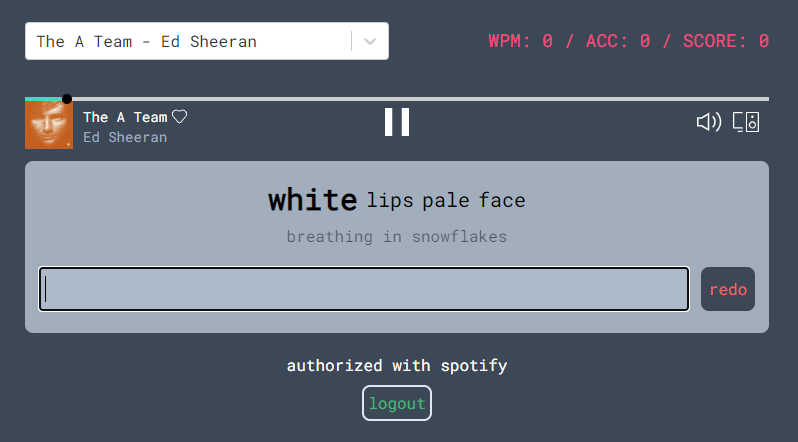 The A Team - Ed Sheeran
WPM: 0 / ACC: 0 / SCORE: 0
The A Team
Ed Sheeran
white lips pale face
breathing in snowflakes
redo
authorized with spotify
logout